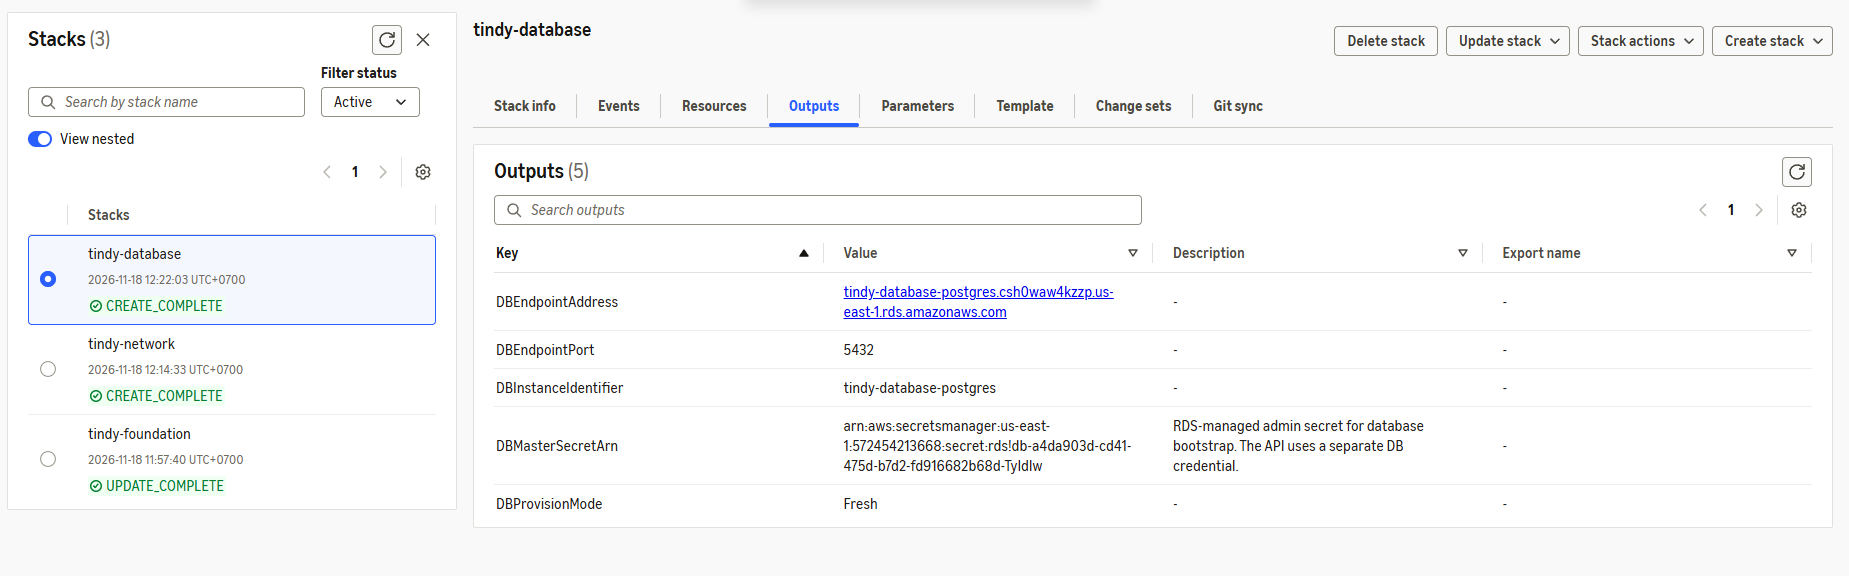 Stacks (3)
Filter status
Search by stack name
Active
View nested
1
Stacks
tindy-database
2026-11-18 12:22:03 UTC+0700
CREATE_COMPLETE
tindy-network
2026-11-18 12:14:33 UTC+0700
CREATE_COMPLETE
tindy-foundation
2026-11-18 11:57:40 UTC+0700
UPDATE_COMPLETE
tindy-database
Delete stack Update stack Stack actions Create stack
Stack info Events Resources Outputs Parameters Template Change sets Git sync
Outputs (5)
Search outputs
1
Key Value Description Export name
DBEndpointAddress
tindy-database-postgres.csh0waw4kzzp.us-
east-1.rds.amazonaws.com
-
-
DBEndpointPort 5432 - -
DBInstanceIdentifier tindy-database-postgres - -
DBMasterSecretArn
arn:aws:secretsmanager:us-east-
1:572454213668:secret:rds!db-a4da903d-cd41-
475d-b7d2-fd916682b68d-TyIdIw
RDS-managed admin secret for database
bootstrap. The API uses a separate DB
credential.
-
DBProvisionMode Fresh - -